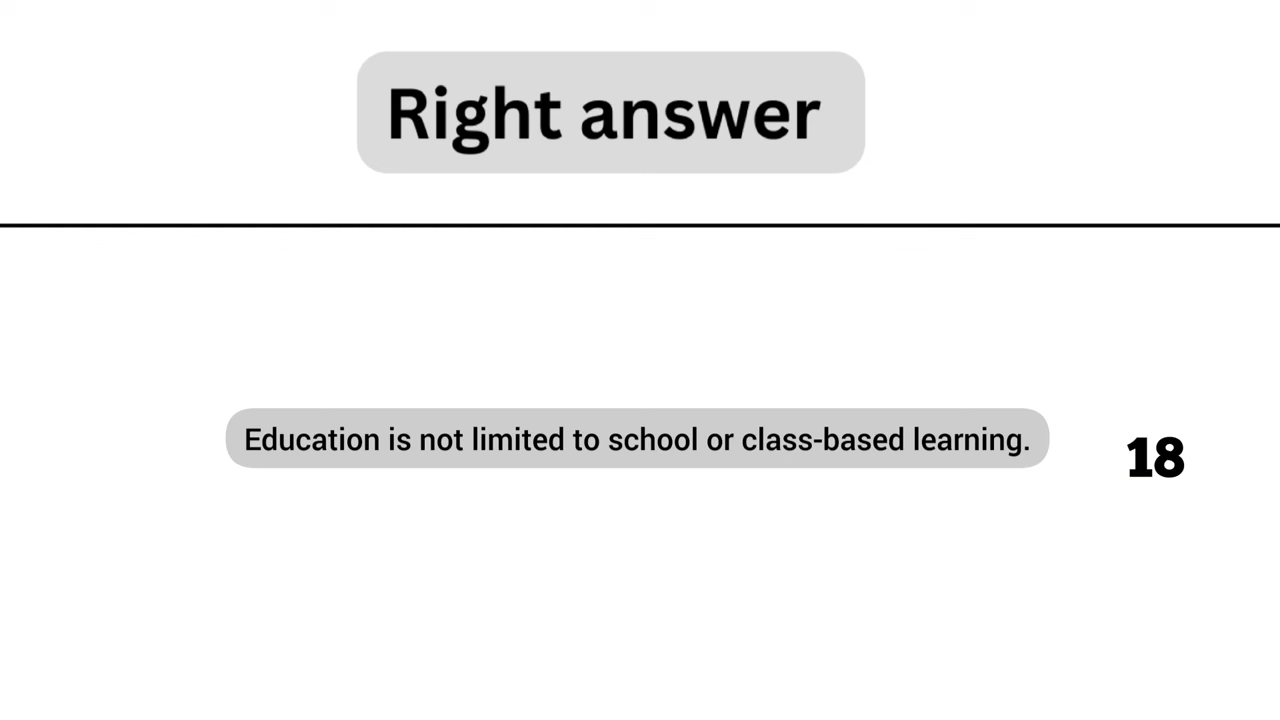 Right answer
Education is not limited to school or class-based learning.
18